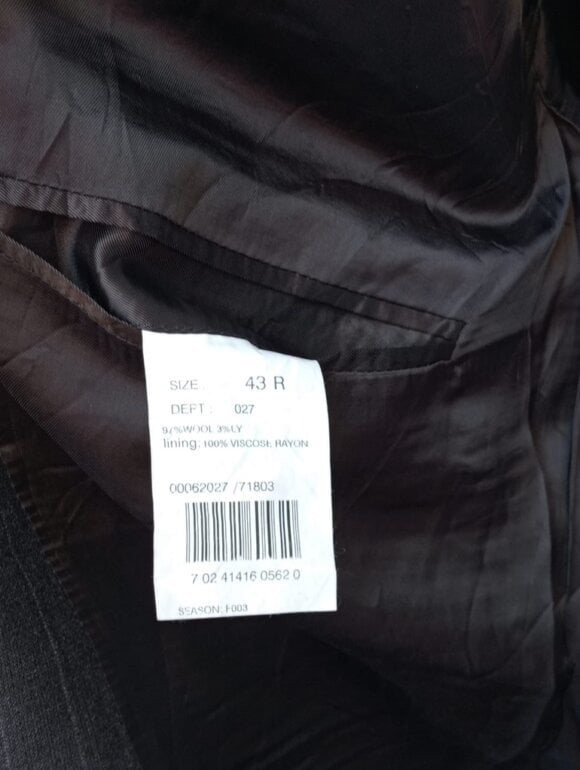 SIZE : 43 R
DEPT : 027
97%WOOL 3%LY
lining: 100% VISCOSE RAYON
00062027 /71803
7 02 41416 0562 0
SEASON: F003